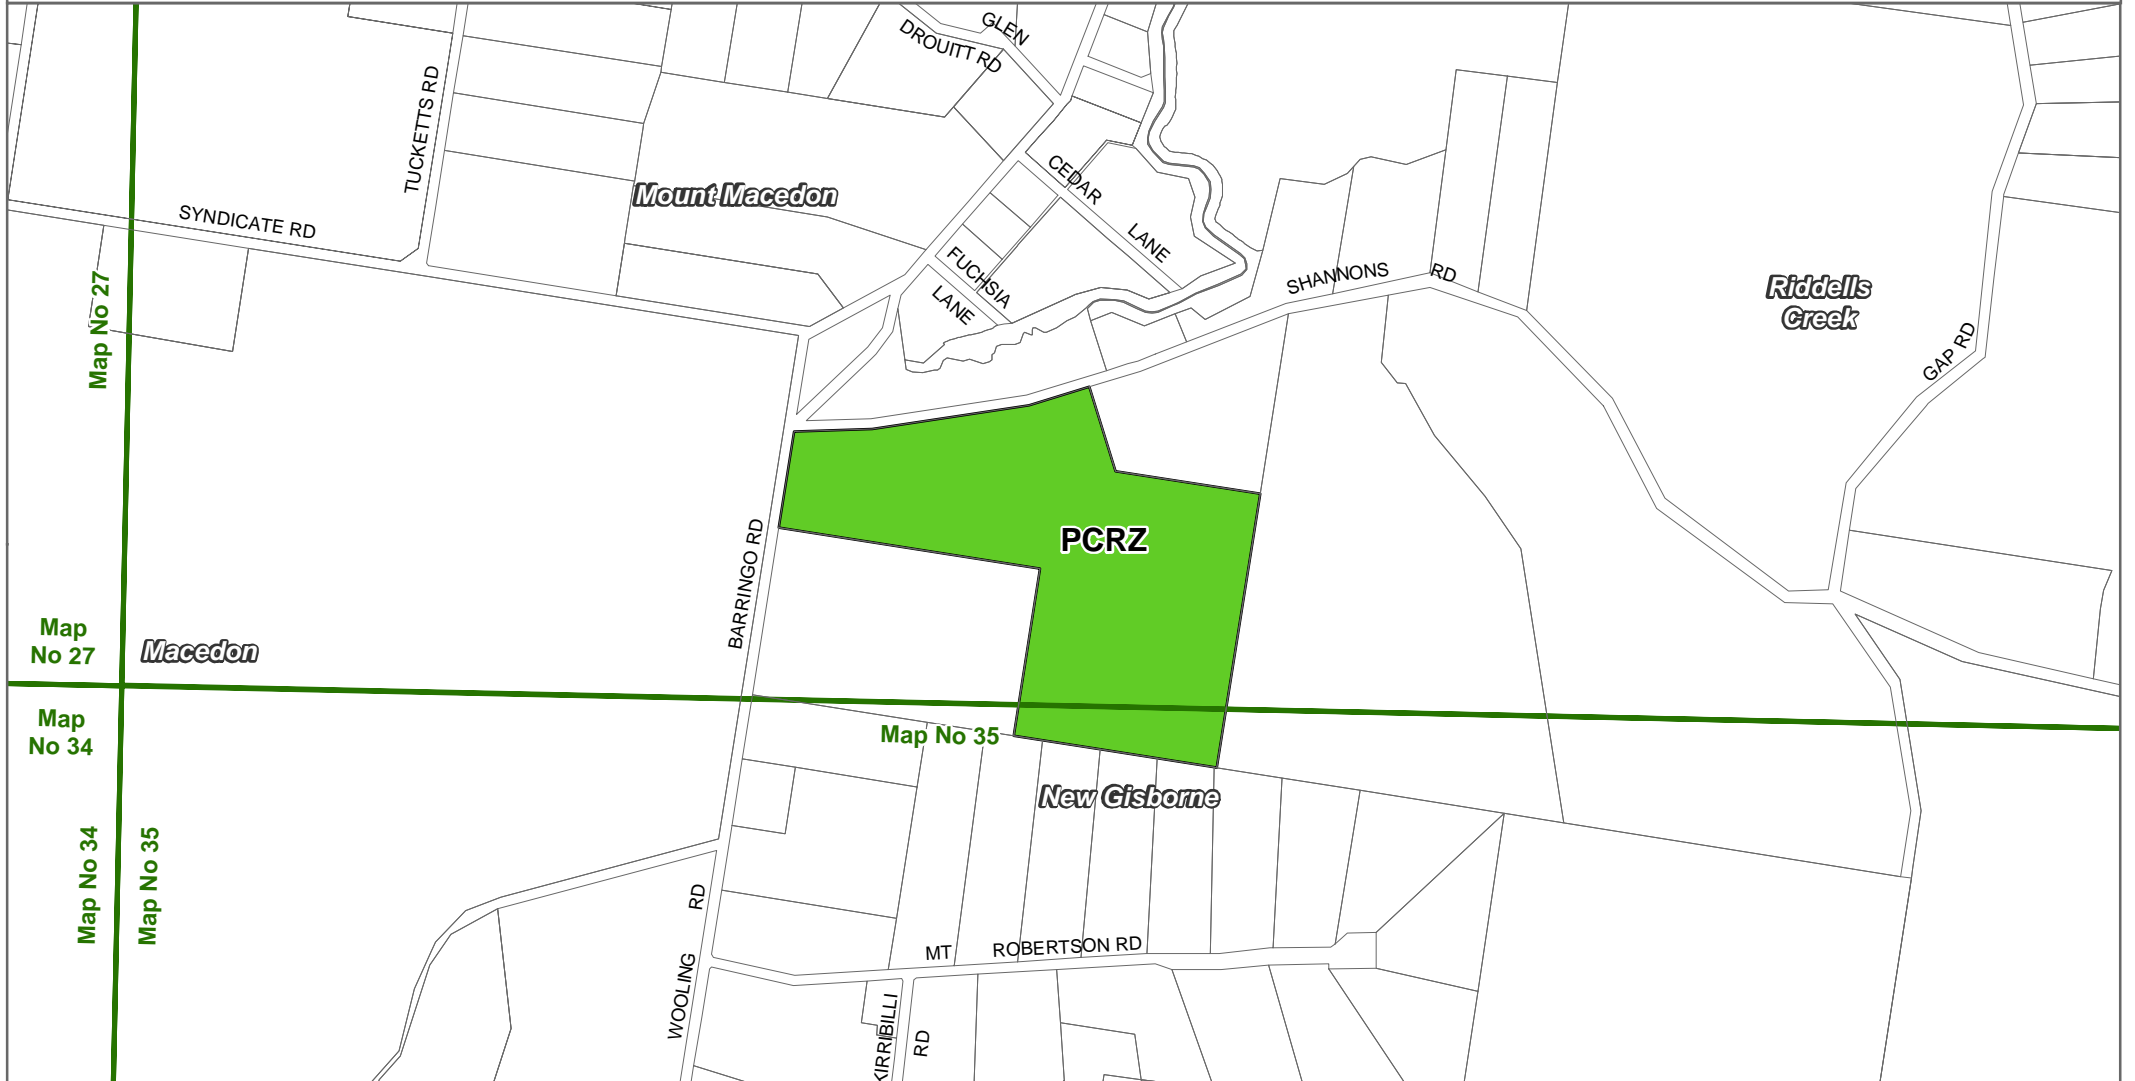 GLEN
DROUITT RD
TUCKETTS RD
CEDAR
LANE
Mount Macedon
SYNDICATE RD
FUCHSIA
LANE
SHANNONS RD
Riddells
Creek
GAP RD
Map No 27
PCRZ
BARRINGO RD
Map
No 27
Macedon
Map
No 34
Map No 35
New Gisborne
Map No 34
Map No 35
WOOLING RD
MT ROBERTSON RD
KIRRIBILLI RD